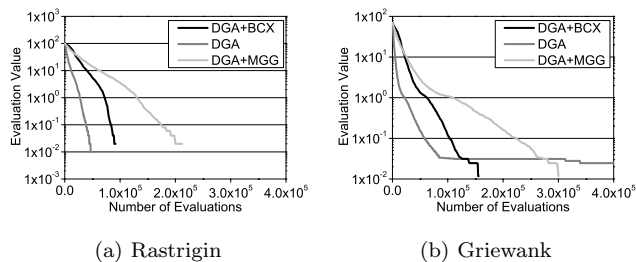 Evaluation Value
1x10^3
1x10^2
1x10^1
1x10^0
1x10^-1
1x10^-2
1x10^-3
DGA+BCX
DGA
DGA+MGG
0.0 1.0x10^5 2.0x10^5 3.0x10^5 4.0x10^5
Number of Evaluations
(a) Rastrigin
Evaluation Value
1x10^2
1x10^1
1x10^0
1x10^-1
1x10^-2
DGA+BCX
DGA
DGA+MGG
0.0 1.0x10^5 2.0x10^5 3.0x10^5 4.0x10^5
Number of Evaluations
(b) Griewank